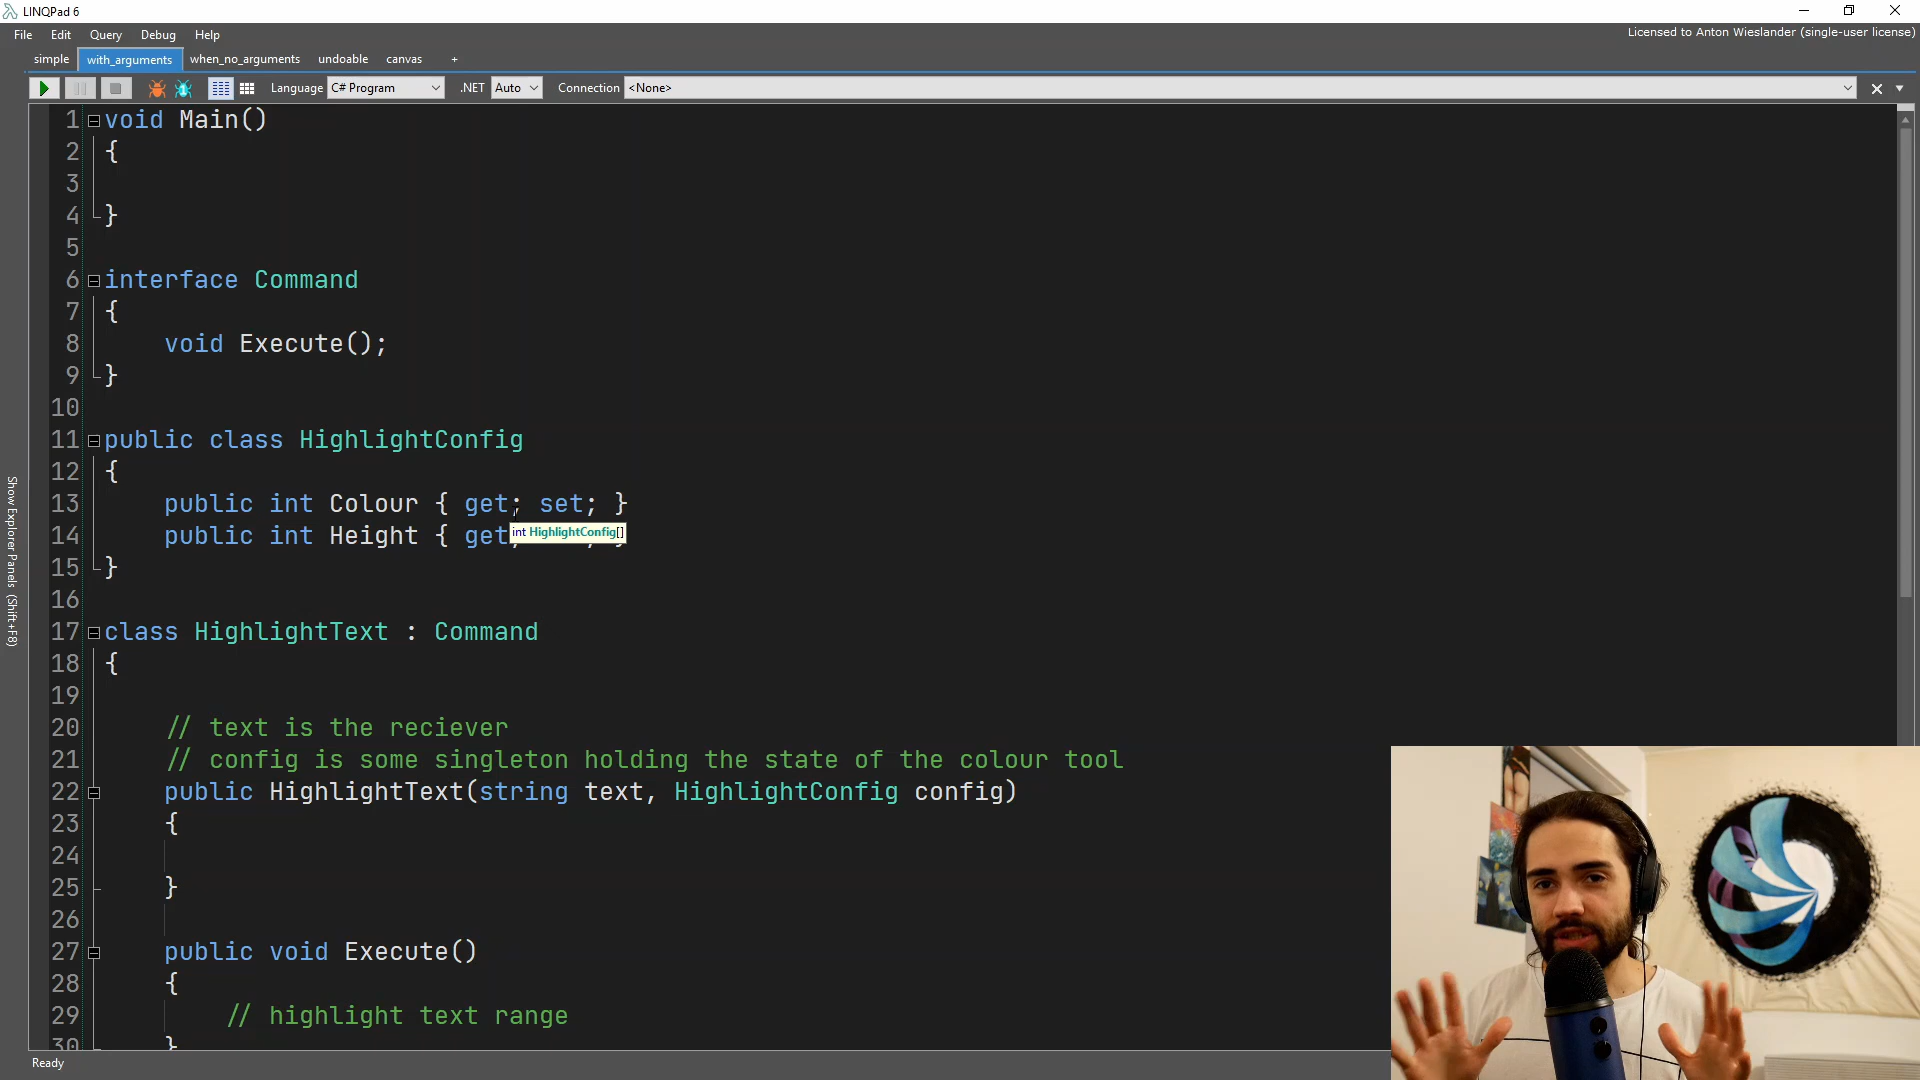 LINQPad 6
File Edit Query Debug Help
Licensed to Anton Wieslander (single-user license)
simple with_arguments when_no_arguments undoable canvas +
Language C# Program .NET Auto Connection <None>
1 void Main()
2 {
3
4 }
5
6 interface Command
7 {
8 void Execute();
9 }
10
11 public class HighlightConfig
12 {
13 public int Colour { get; set; }
14 public int Height { get; }
int HighlightConfig[]
15 }
16
17 class HighlightText : Command
18 {
19
20 // text is the reciever
21 // config is some singleton holding the state of the colour tool
22 public HighlightText(string text, HighlightConfig config)
23 {
24
25 }
26
27 public void Execute()
28 {
29 // highlight text range
30 }
Show Explorer Panels (Shift+F8)
Ready